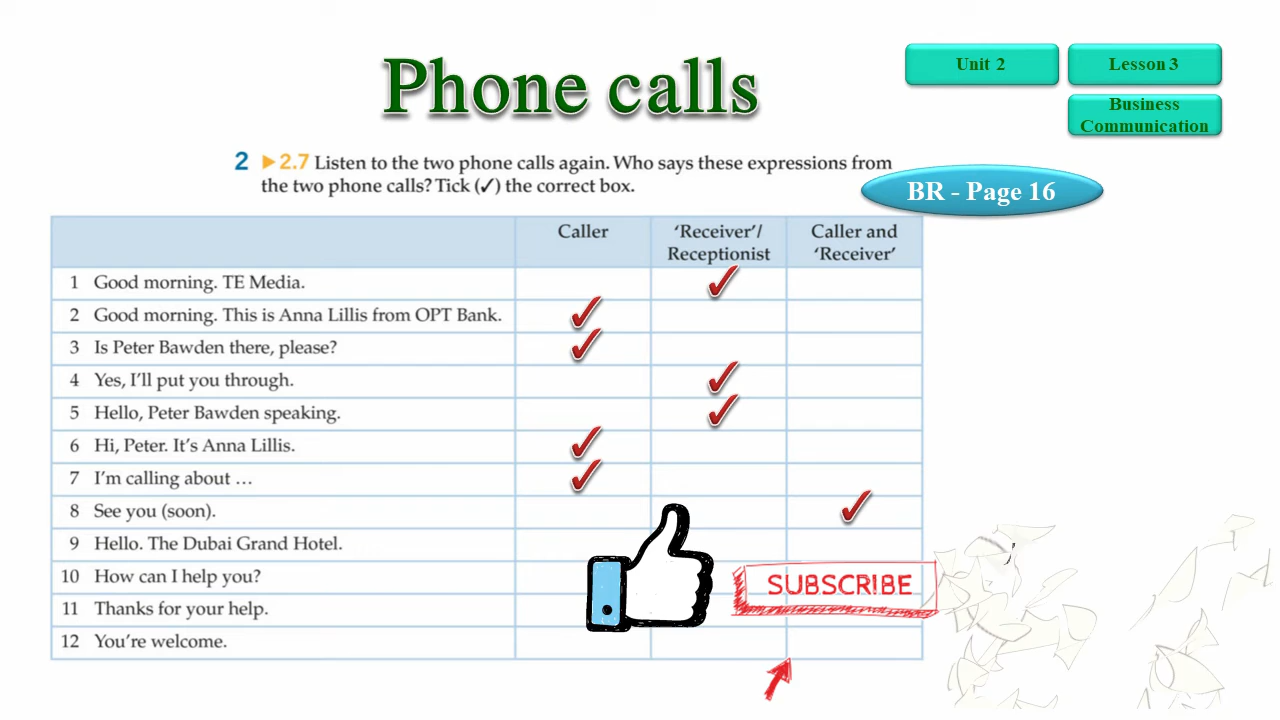 Phone calls
Unit 2
Lesson 3
Business
Communication
2 ▶ 2.7 Listen to the two phone calls again. Who says these expressions from
the two phone calls? Tick (✓) the correct box.
BR - Page 16
Caller
‘Receiver’/
Receptionist
Caller and
‘Receiver’
1 Good morning. TE Media.
2 Good morning. This is Anna Lillis from OPT Bank.
3 Is Peter Bawden there, please?
4 Yes, I’ll put you through.
5 Hello, Peter Bawden speaking.
6 Hi, Peter. It’s Anna Lillis.
7 I’m calling about …
8 See you (soon).
9 Hello. The Dubai Grand Hotel.
10 How can I help you?
11 Thanks for your help.
12 You’re welcome.
SUBSCRIBE